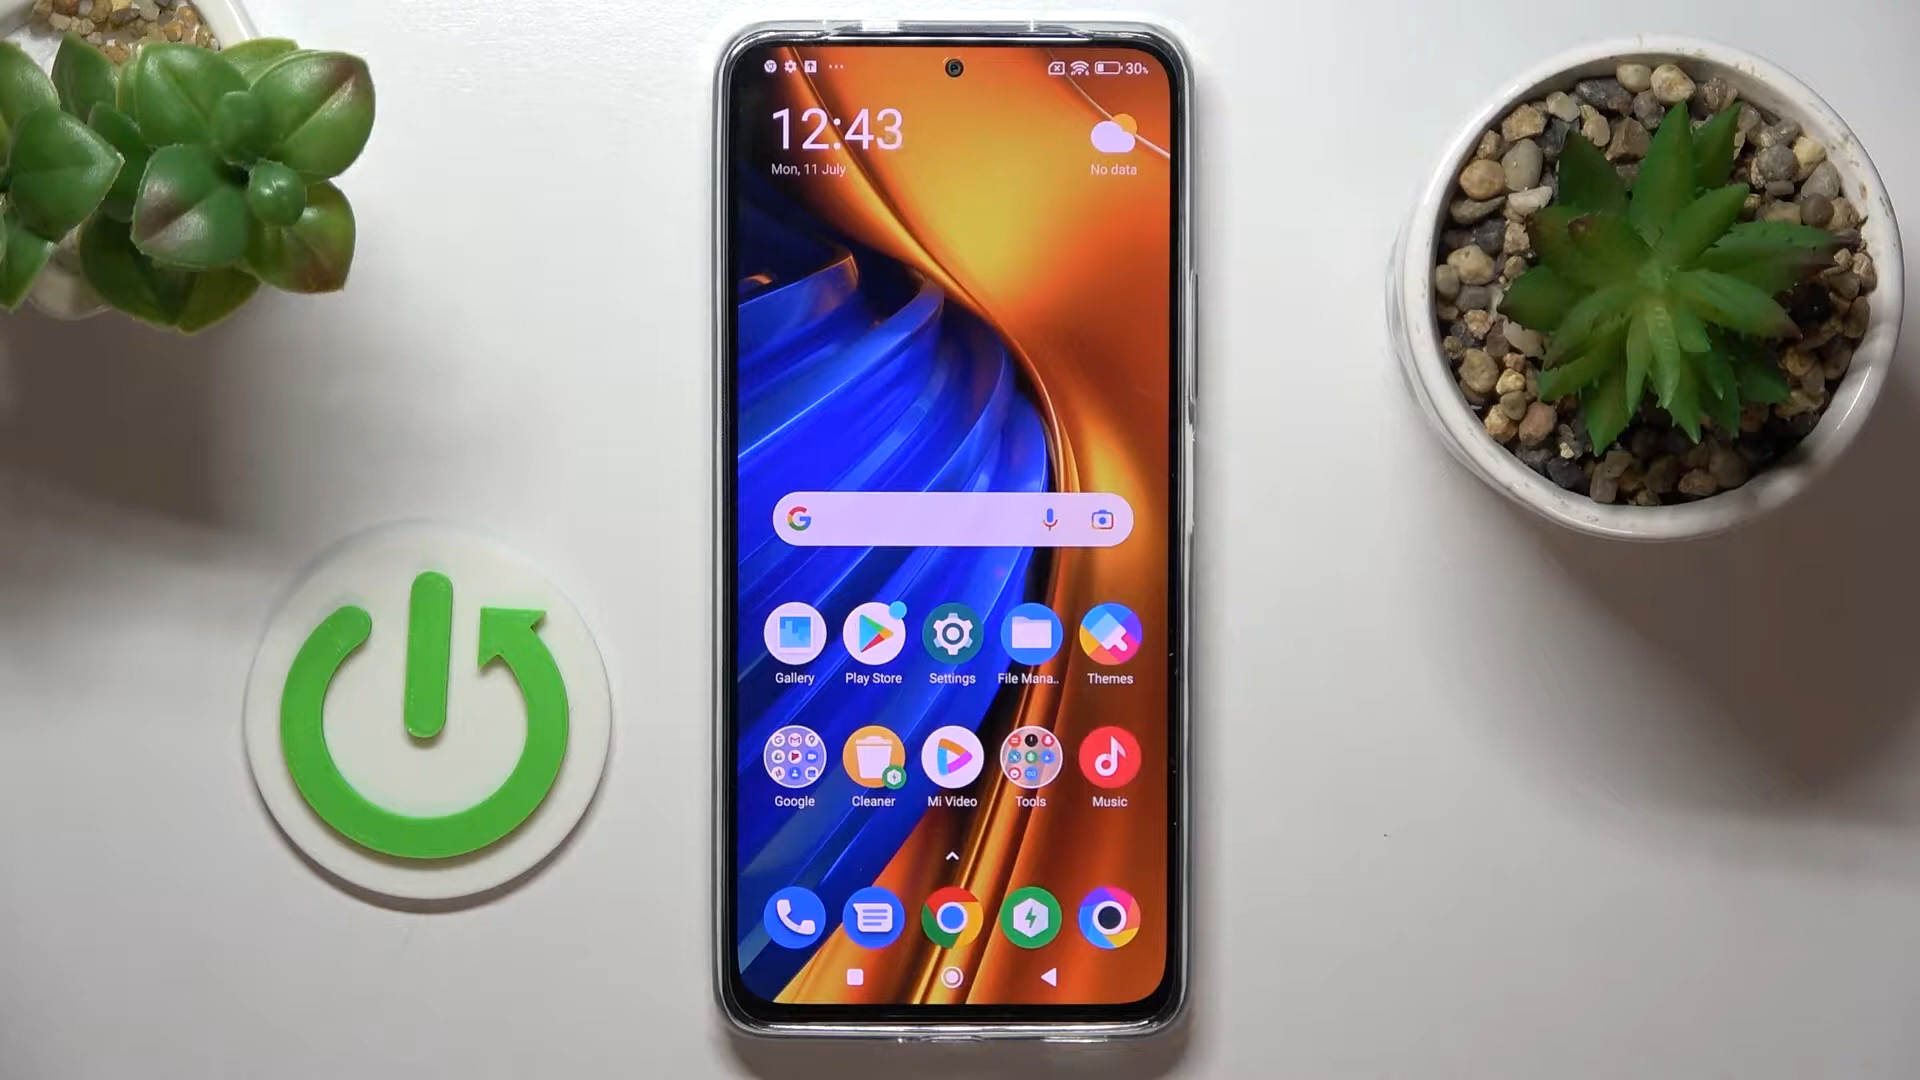 30%
12:43
Mon, 11 July
No data
Gallery
Play Store
Settings
File Mana..
Themes
Google
Cleaner
Mi Video
Tools
Music